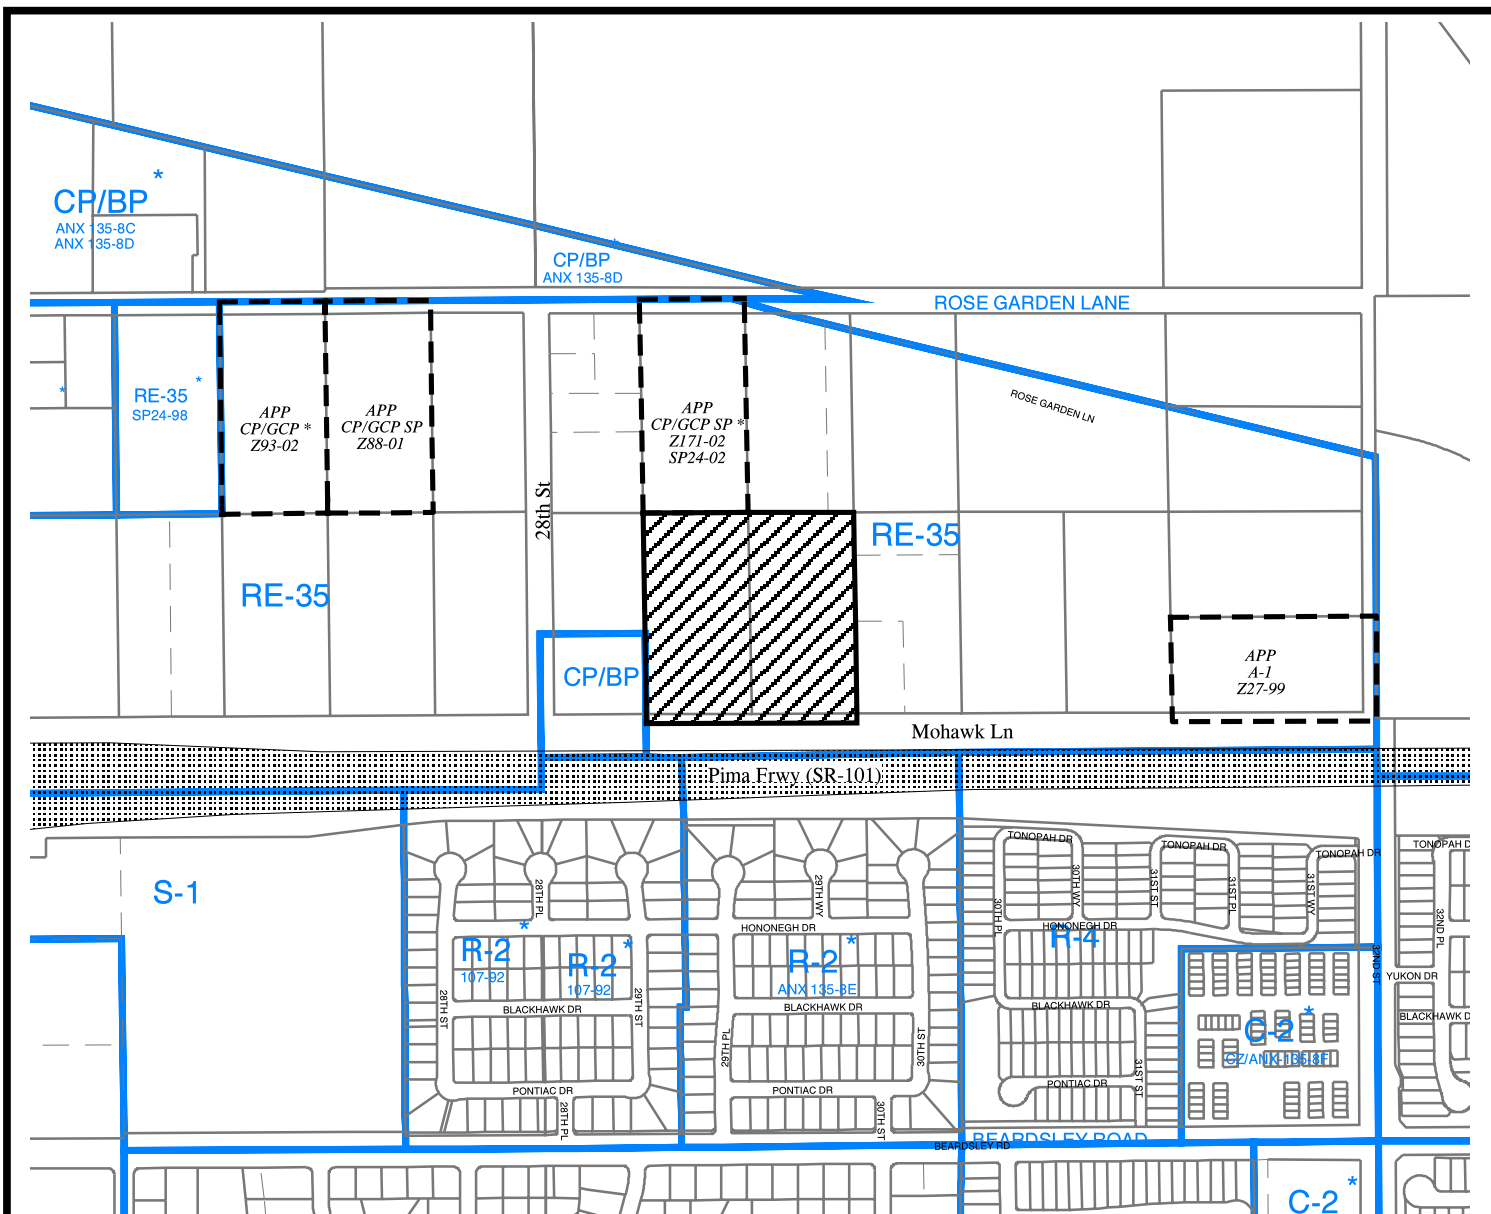 CP/BP *
ANX 135-8C
ANX 135-8D
CP/BP *
ANX 135-8D
ROSE GARDEN LANE
RE-35 *
SP24-98
*
APP
CP/GCP *
Z93-02
APP
CP/GCP SP
Z88-01
APP
CP/GCP SP *
Z171-02
SP24-02
ROSE GARDEN LN
28th St
RE-35
RE-35
CP/BP
APP
A-1
Z27-99
Mohawk Ln
Pima Frwy (SR-101)
TONOPAH DR
TONOPAH DR
TONOPAH DR
TONOPAH D
S-1
28TH PL
29TH WY
30TH WY
31ST ST
31ST PL
31ST WY
30TH PL
32ND PL
HONONEGH DR
HONONEGH DR
R-2 *
107-92
R-2 *
107-92
R-2 *
ANX 135-8E
R-4
32ND ST
YUKON DR
28TH ST
29TH ST
BLACKHAWK DR
BLACKHAWK DR
BLACKHAWK DR
BLACKHAWK D
C-2 *
CZ/ANX-135-8F
29TH PL
30TH ST
31ST ST
PONTIAC DR
PONTIAC DR
PONTIAC DR
28TH PL
30TH ST
BEARDSLEY ROAD
BEARDSLEY RD
C-2 *